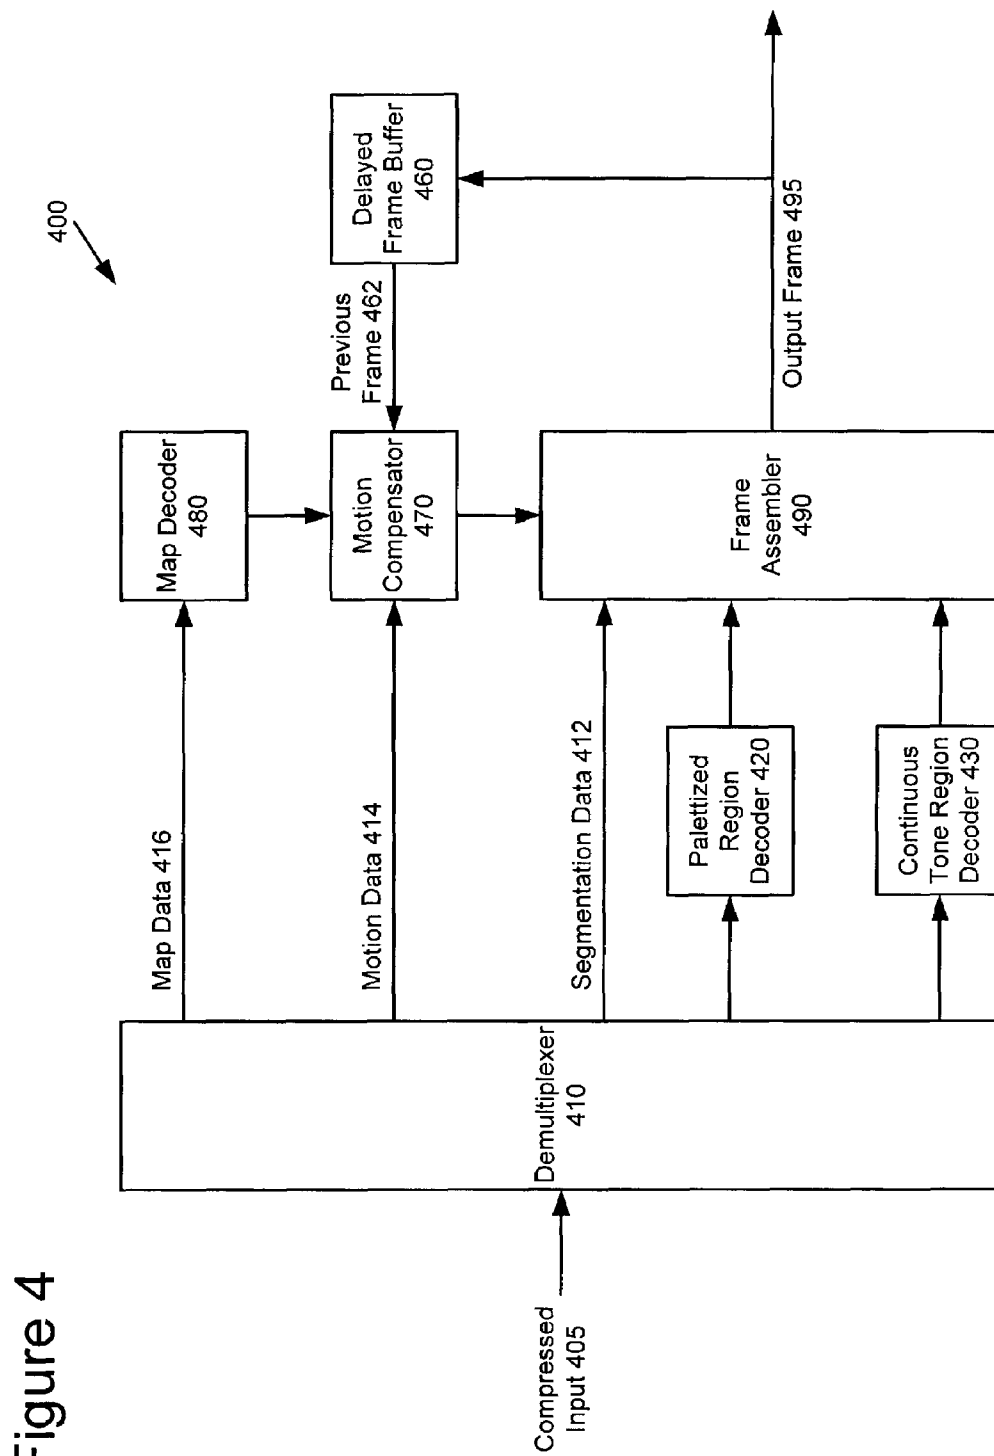 Figure 4
400
Map Data 416
Map Decoder
480
Delayed
Frame Buffer
460
Previous
Frame 462
Motion Data 414
Motion
Compensator
470
Compressed
Input 405
Demultiplexer
410
Segmentation Data 412
Frame
Assembler
490
Output Frame 495
Palettized
Region
Decoder 420
Continuous
Tone Region
Decoder 430